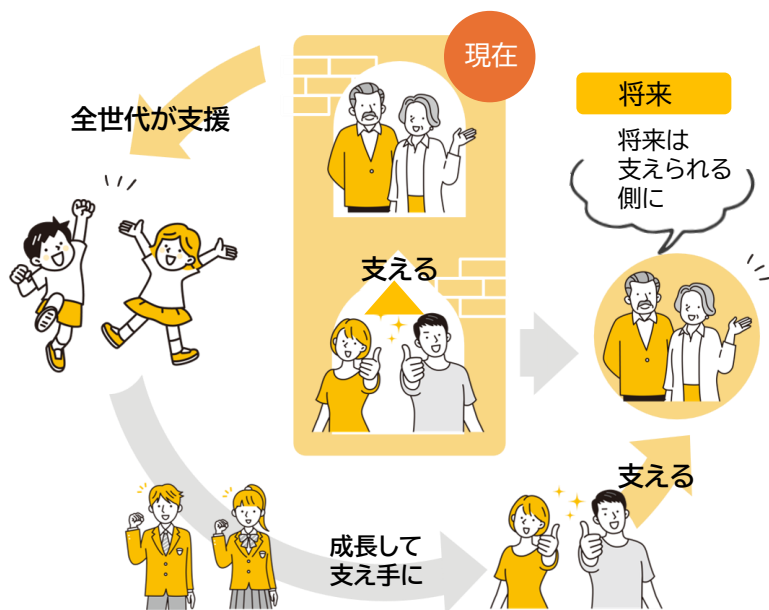 現在
全世代が支援
支える
将来
将来は
支えられる
側に
支える
成長して
支え手に